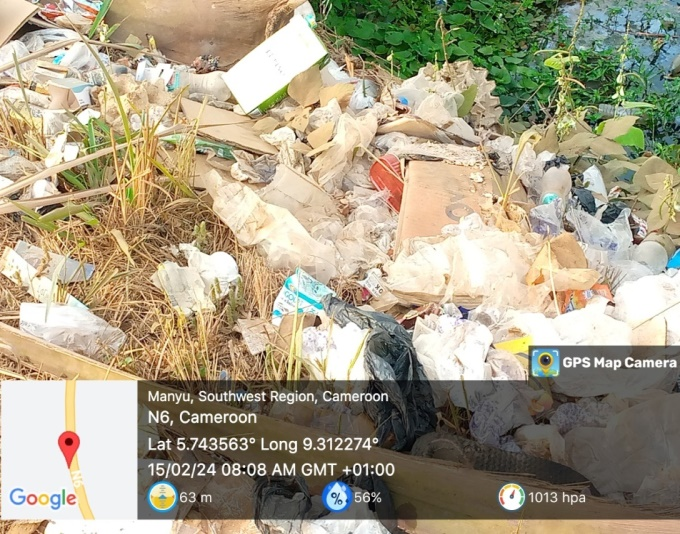 GPS Map Camera
Manyu, Southwest Region, Cameroon
N6, Cameroon
Lat 5.743563° Long 9.312274°
15/02/24 08:08 AM GMT +01:00
Google
63 m
56%
1013 hpa